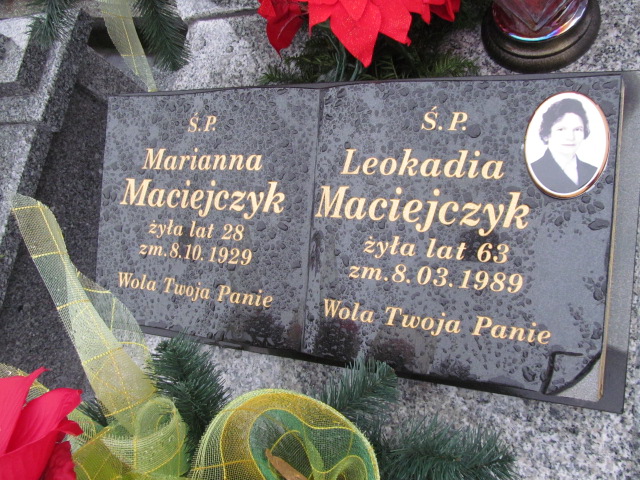 Ś.P.
Marianna
Maciejczyk
żyła lat 28
zm.8.10.1929
Wola Twoja Panie
Ś.P.
Leokadia
Maciejczyk
żyła lat 63
zm.8.03.1989
Wola Twoja Panie